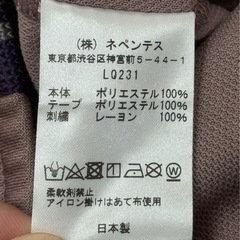 (株) ネペンテス
東京都渋谷区神宮前5-44-1
LQ231
本体 ポリエステル100%
テープ ポリエステル100%
刺繍 レーヨン 100%
柔軟剤禁止
アイロン掛けはあて布使用
日本製